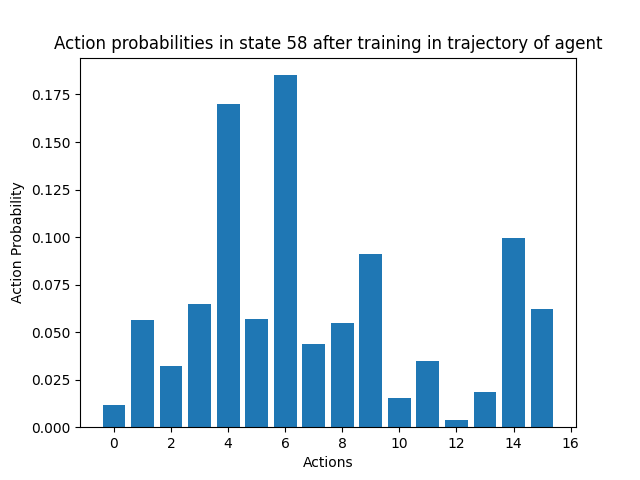 Action probabilities in state 58 after training in trajectory of agent
Action Probability
0.175
0.150
0.125
0.100
0.075
0.050
0.025
0.000
0 2 4 6 8 10 12 14 16
Actions